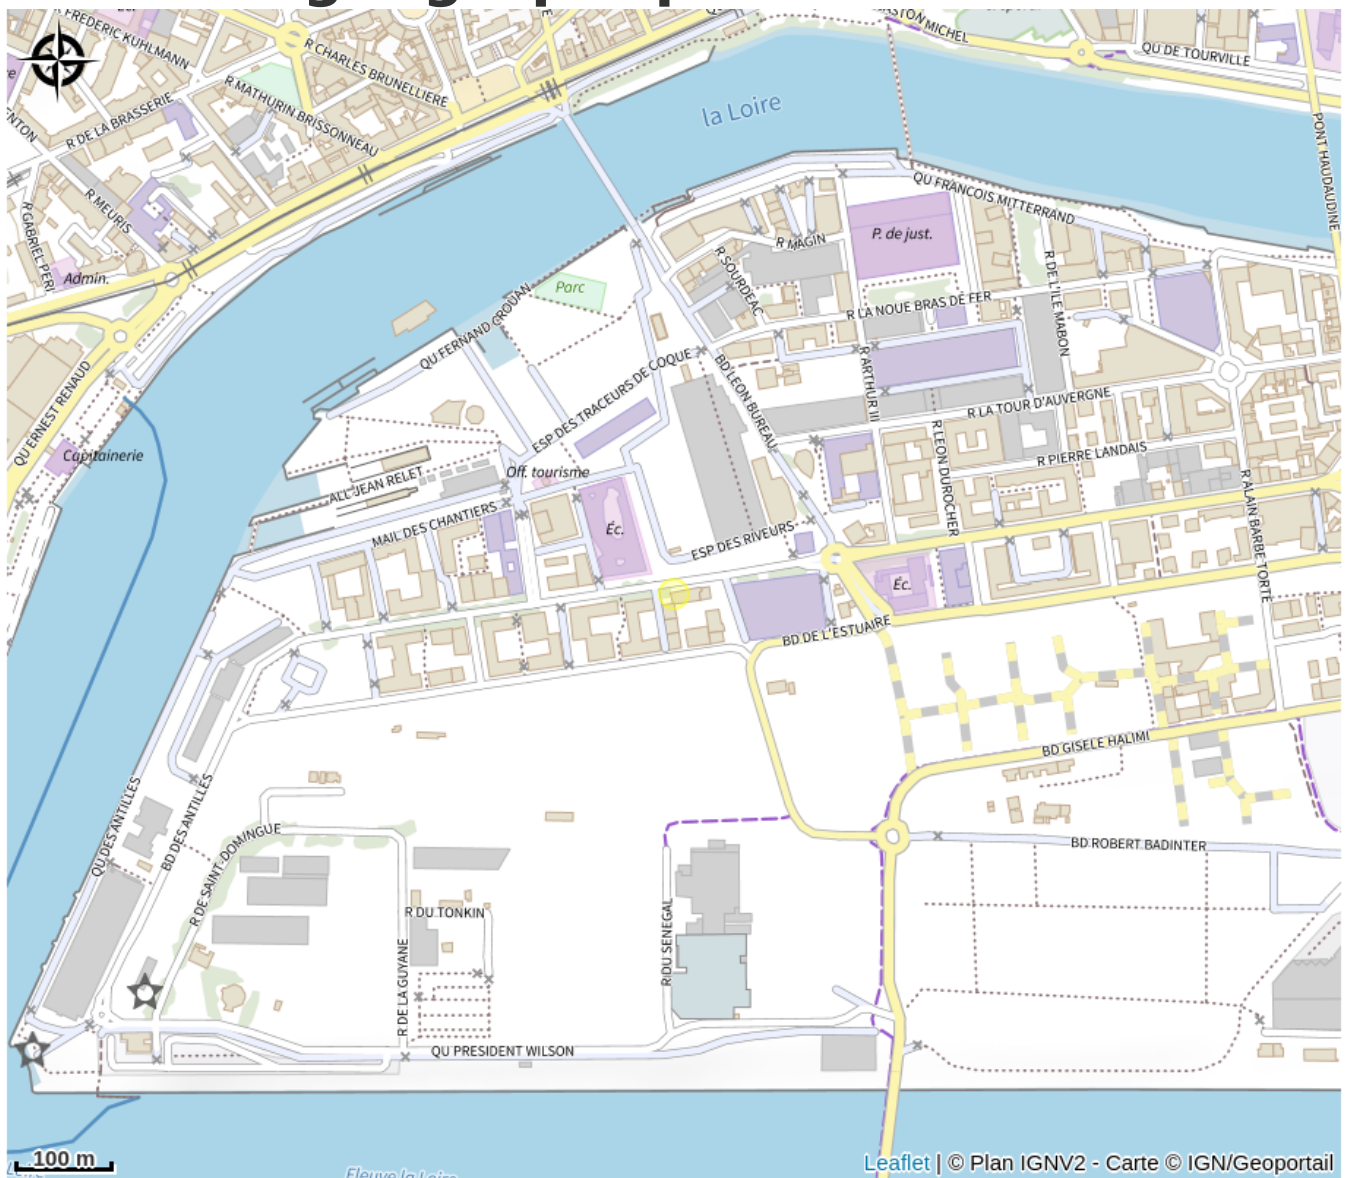 R FREDERIC KUHLMANN
R CHARLES BRUNELLIERE
GASTON MICHEL
QU DE TOURVILLE
R MATHURIN BRISSONNEAU
R DE LA BRASSERIE
la Loire
PONT HAUDAUDINE
R MEURIS
R GABRIEL PERI
QU FRANCOIS MITTERRAND
P. de just.
R MAGIN
R SOURDEAC
Admin.
Parc
R DE L'ILE MABON
R LA NOUE BRAS DE FER
QU FERNAND CROUAN
ESP DES TRACEURS DE COQUE
BD LEON BUREAU
R ARTHUR III
QU ERNEST RENAUD
R LA TOUR D'AUVERGNE
R LEON DUROCHER
R PIERRE LANDAIS
Capitainerie
Off. tourisme
ALL JEAN RELET
MAIL DES CHANTIERS
R ALAIN BARBE TORTE
Éc.
ESP DES RIVEURS
Éc.
BD DE L'ESTUAIRE
BD GISELE HALIMI
QU DES ANTILLES
BD DES ANTILLES
R DE SAINT-DOMINGUE
BD ROBERT BADINTER
R DU TONKIN
R DU SENEGAL
R DE LA GUYANE
QU PRESIDENT WILSON
100 m
Fleuve la Loire
Leaflet | © Plan IGNV2 - Carte © IGN/Geoportail